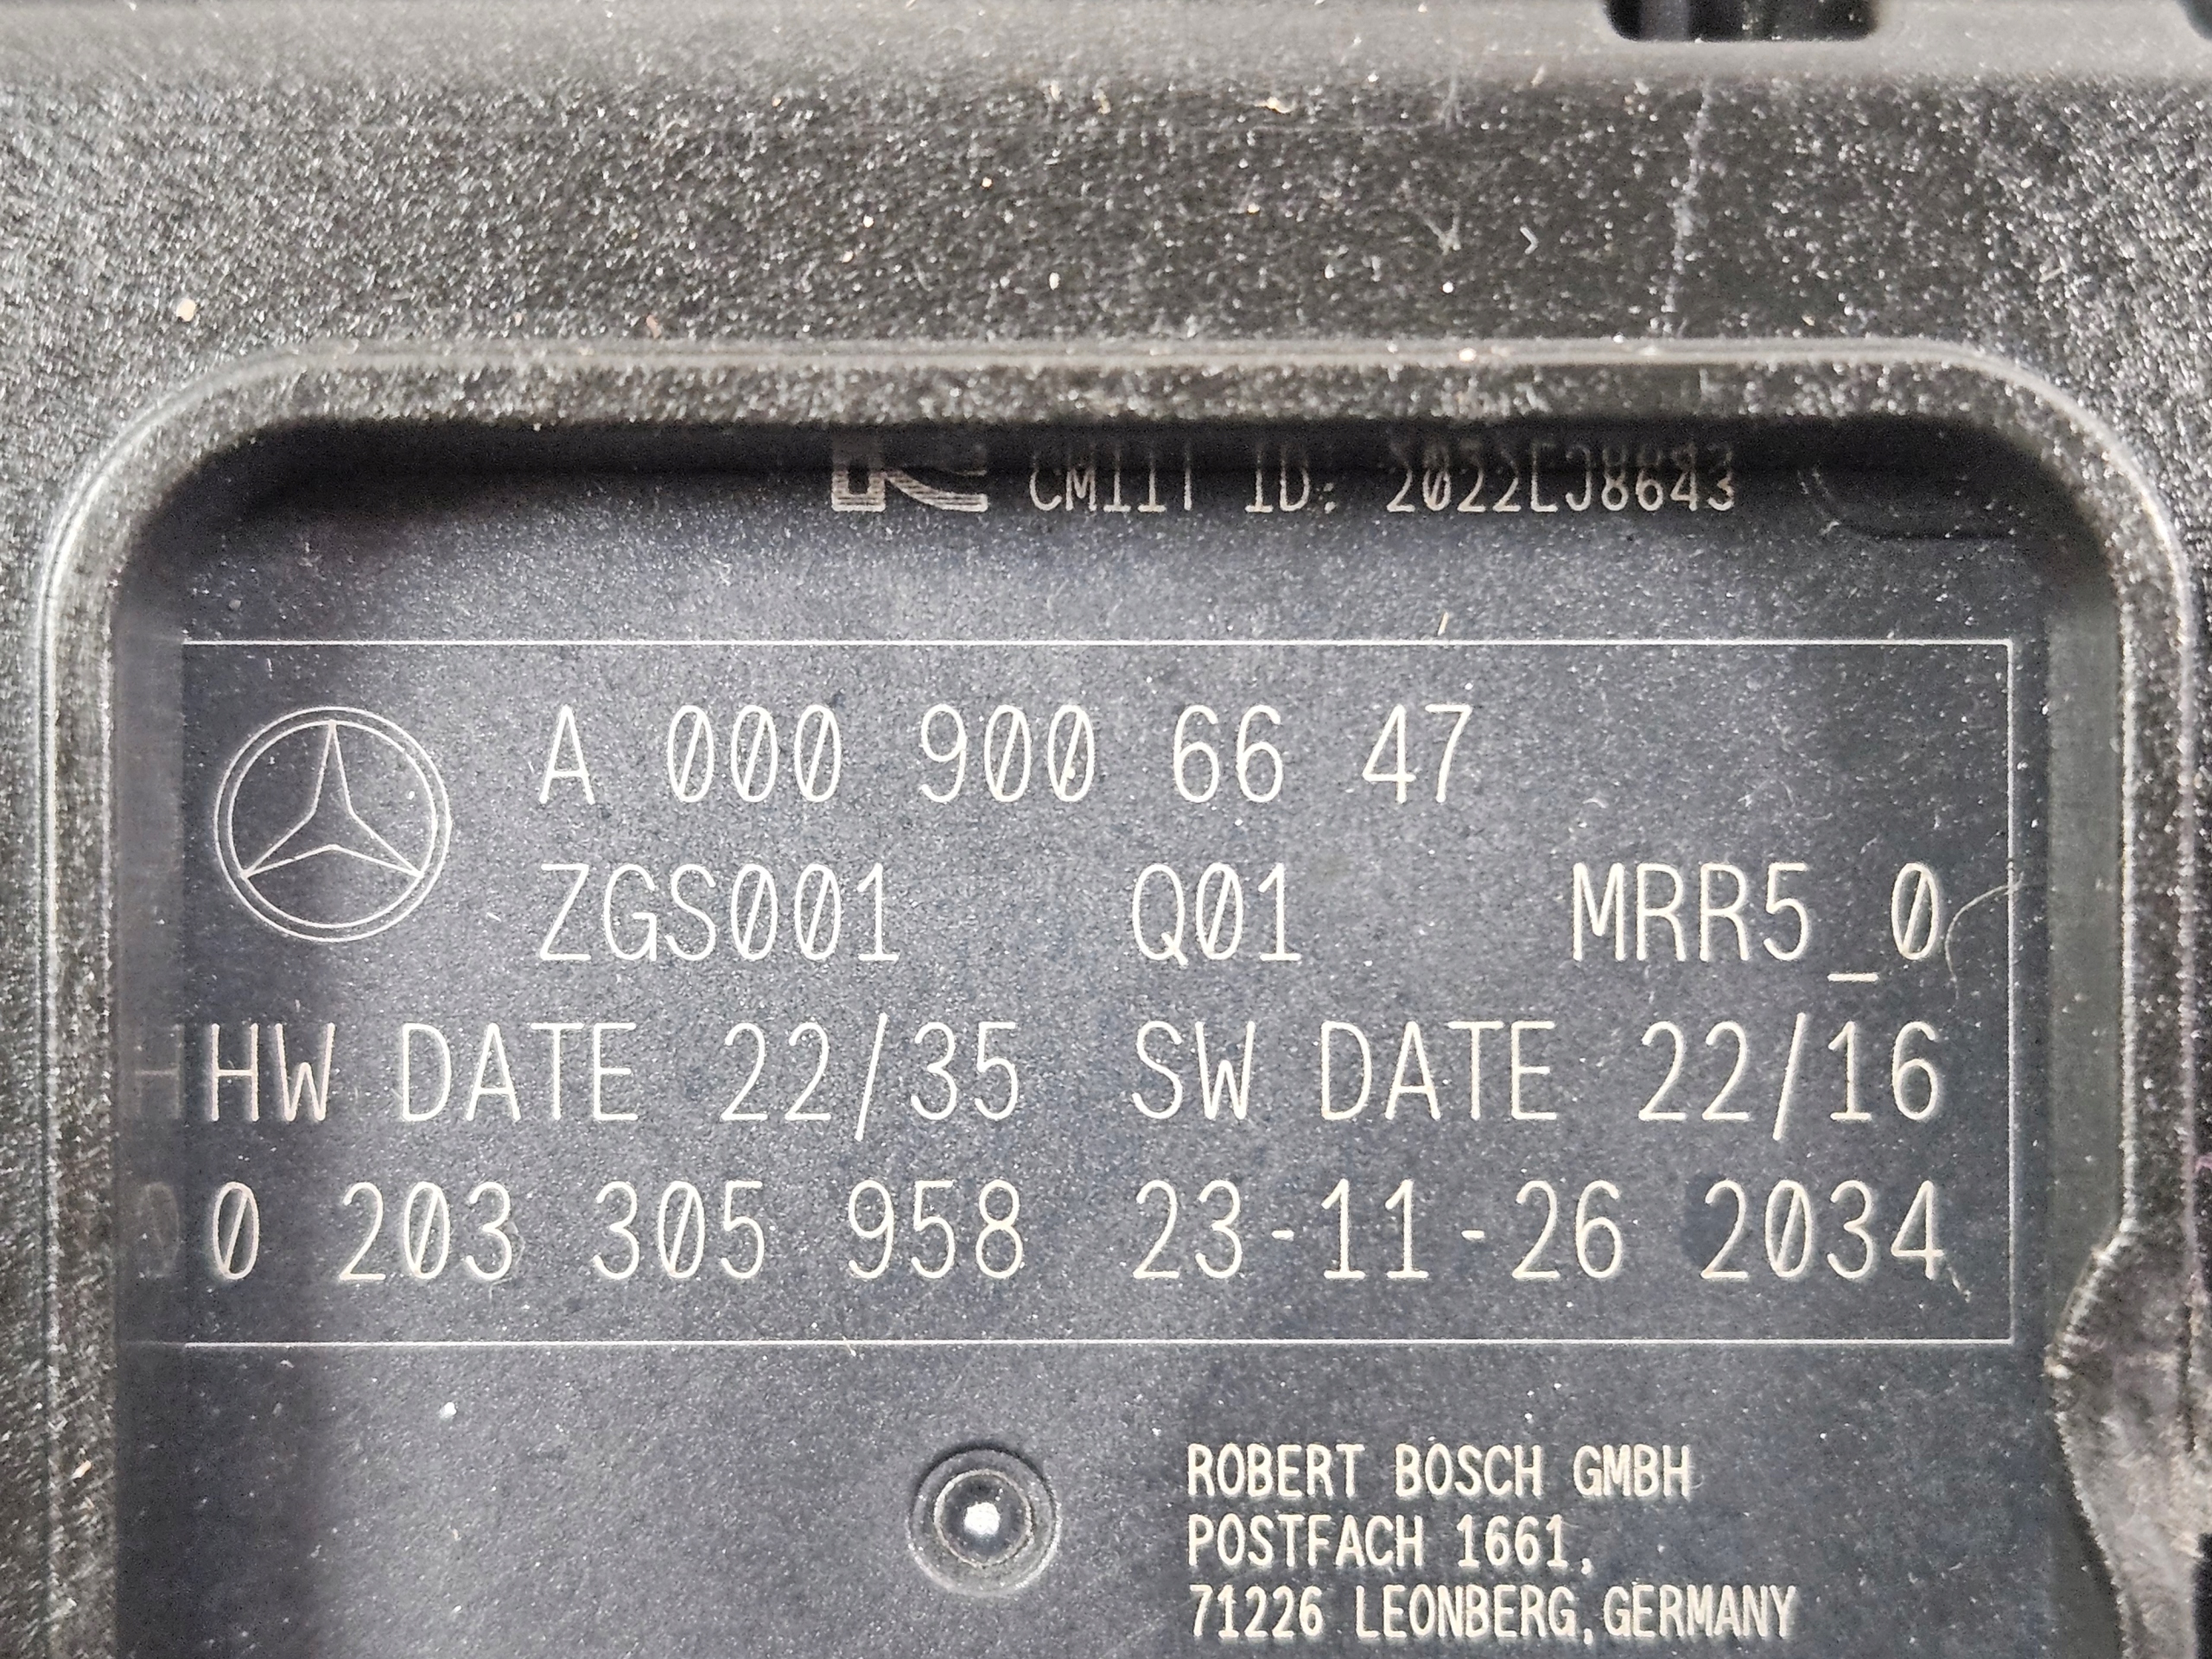 CMIIT ID: 2022LJ8643
A 000 900 66 47
ZGS001 Q01 MRR5_0
HW DATE 22/35 SW DATE 22/16
0 203 305 958 23-11-26 2034
ROBERT BOSCH GMBH
POSTFACH 1661,
71226 LEONBERG,GERMANY